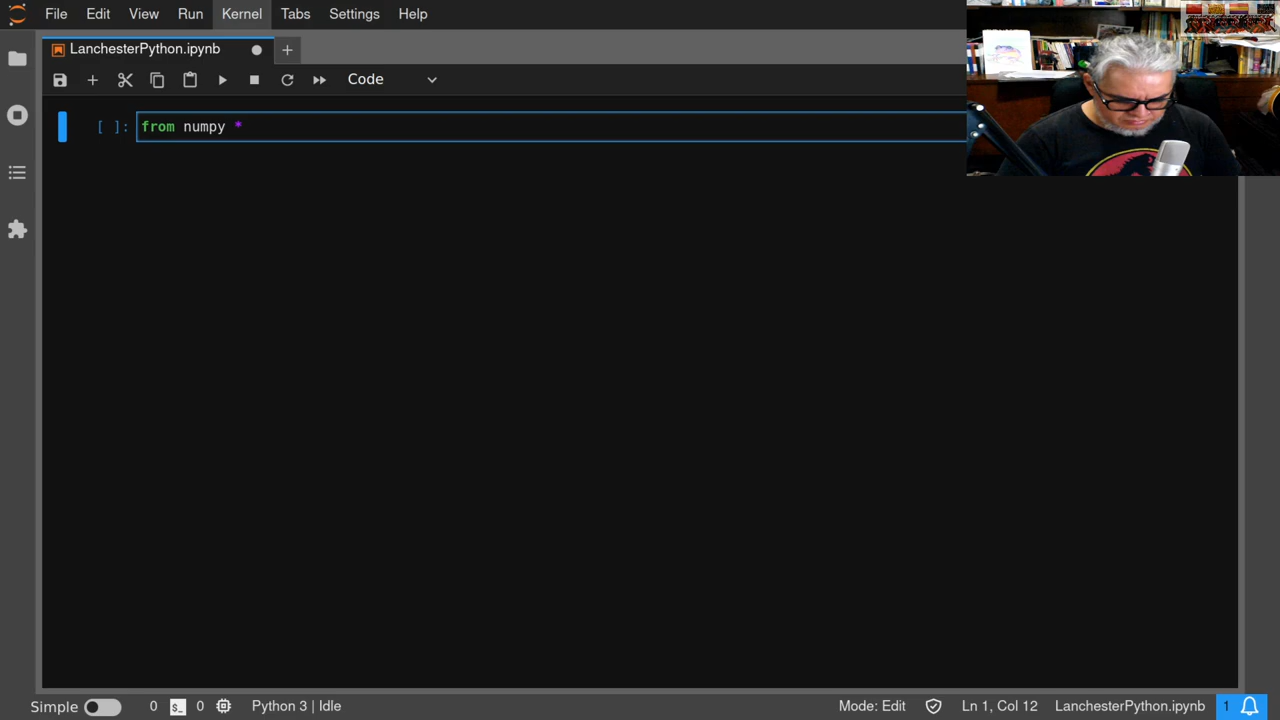 File Edit View Run Kernel Tabs Settings Help
LanchesterPython.ipynb
Code
[ ]: from numpy *
Simple 0 $_ 0 Python 3 | Idle Mode: Edit Ln 1, Col 12 LanchesterPython.ipynb 1